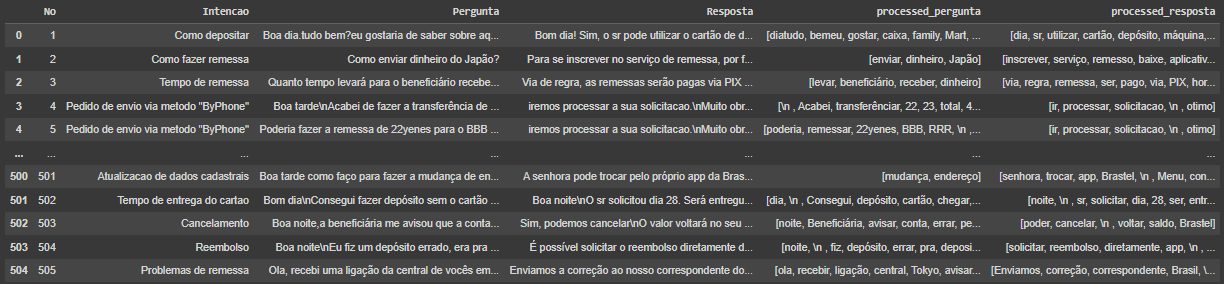 No Intencao Pergunta Resposta processed_pergunta processed_resposta
0 1 Como depositar Boa dia.tudo bem?eu gostaria de saber sobre aq... Bom dia! Sim, o sr pode utilizar o cartão de d... [diatudo, bemeu, gostar, caixa, family, Mart, ... [dia, sr, utilizar, cartão, depósito, máquina,...
1 2 Como fazer remessa Como enviar dinheiro do Japão? Para se inscrever no serviço de remessa, por f... [enviar, dinheiro, Japão] [inscrever, serviço, remesso, baixe, aplicativ...
2 3 Tempo de remessa Quanto tempo levará para o beneficiário recebe... Via de regra, as remessas serão pagas via PIX ... [levar, beneficiário, receber, dinheiro] [via, regra, remessa, ser, pago, via, PIX, hor...
3 4 Pedido de envio via metodo "ByPhone" Boa tarde\nAcabei de fazer a transferência de ... iremos processar a sua solicitacao.\nMuito obr... [\n , Acabei, transferênciar, 22, 23, total, 4... [ir, processar, solicitacao, \n , otimo]
4 5 Pedido de envio via metodo "ByPhone" Poderia fazer a remessa de 22yenes para o BBB ... iremos processar a sua solicitacao.\nMuito obr... [poderia, remessar, 22yenes, BBB, RRR, \n ,... [ir, processar, solicitacao, \n , otimo]
... ... ... ... ... ... ...
500 501 Atualizacao de dados cadastrais Boa tarde como faço para fazer a mudança de en... A senhora pode trocar pelo próprio app da Bras... [mudança, endereço] [senhora, trocar, app, Brastel, \n , Menu, con...
501 502 Tempo de entrega do cartao Bom dia\nConsegui fazer depósito sem o cartão ... Boa noite\nO sr solicitou dia 28. Será entregu... [dia, \n , Consegui, depósito, cartão, chegar,... [noite, \n , sr, solicitar, dia, 28, ser, entr...
502 503 Cancelamento Boa noite,a beneficiária me avisou que a conta... Sim, podemos cancelar\nO valor voltará no seu ... [noite, Beneficiária, avisar, conta, errar, pe... [poder, cancelar, \n , voltar, saldo, Brastel]
503 504 Reembolso Boa noite\nEu fiz um depósito errado, era pra ... É possível solicitar o reembolso diretamente d... [noite, \n , fiz, depósito, errar, pra, deposi... [solicitar, reembolso, diretamente, app, \n , ...
504 505 Problemas de remessa Ola, recebi uma ligação da central de vocês em... Enviamos a correção ao nosso correspondente do... [ola, recebir, ligação, central, Tokyo, avisar... [Enviamos, correção, correspondente, Brasil, \...